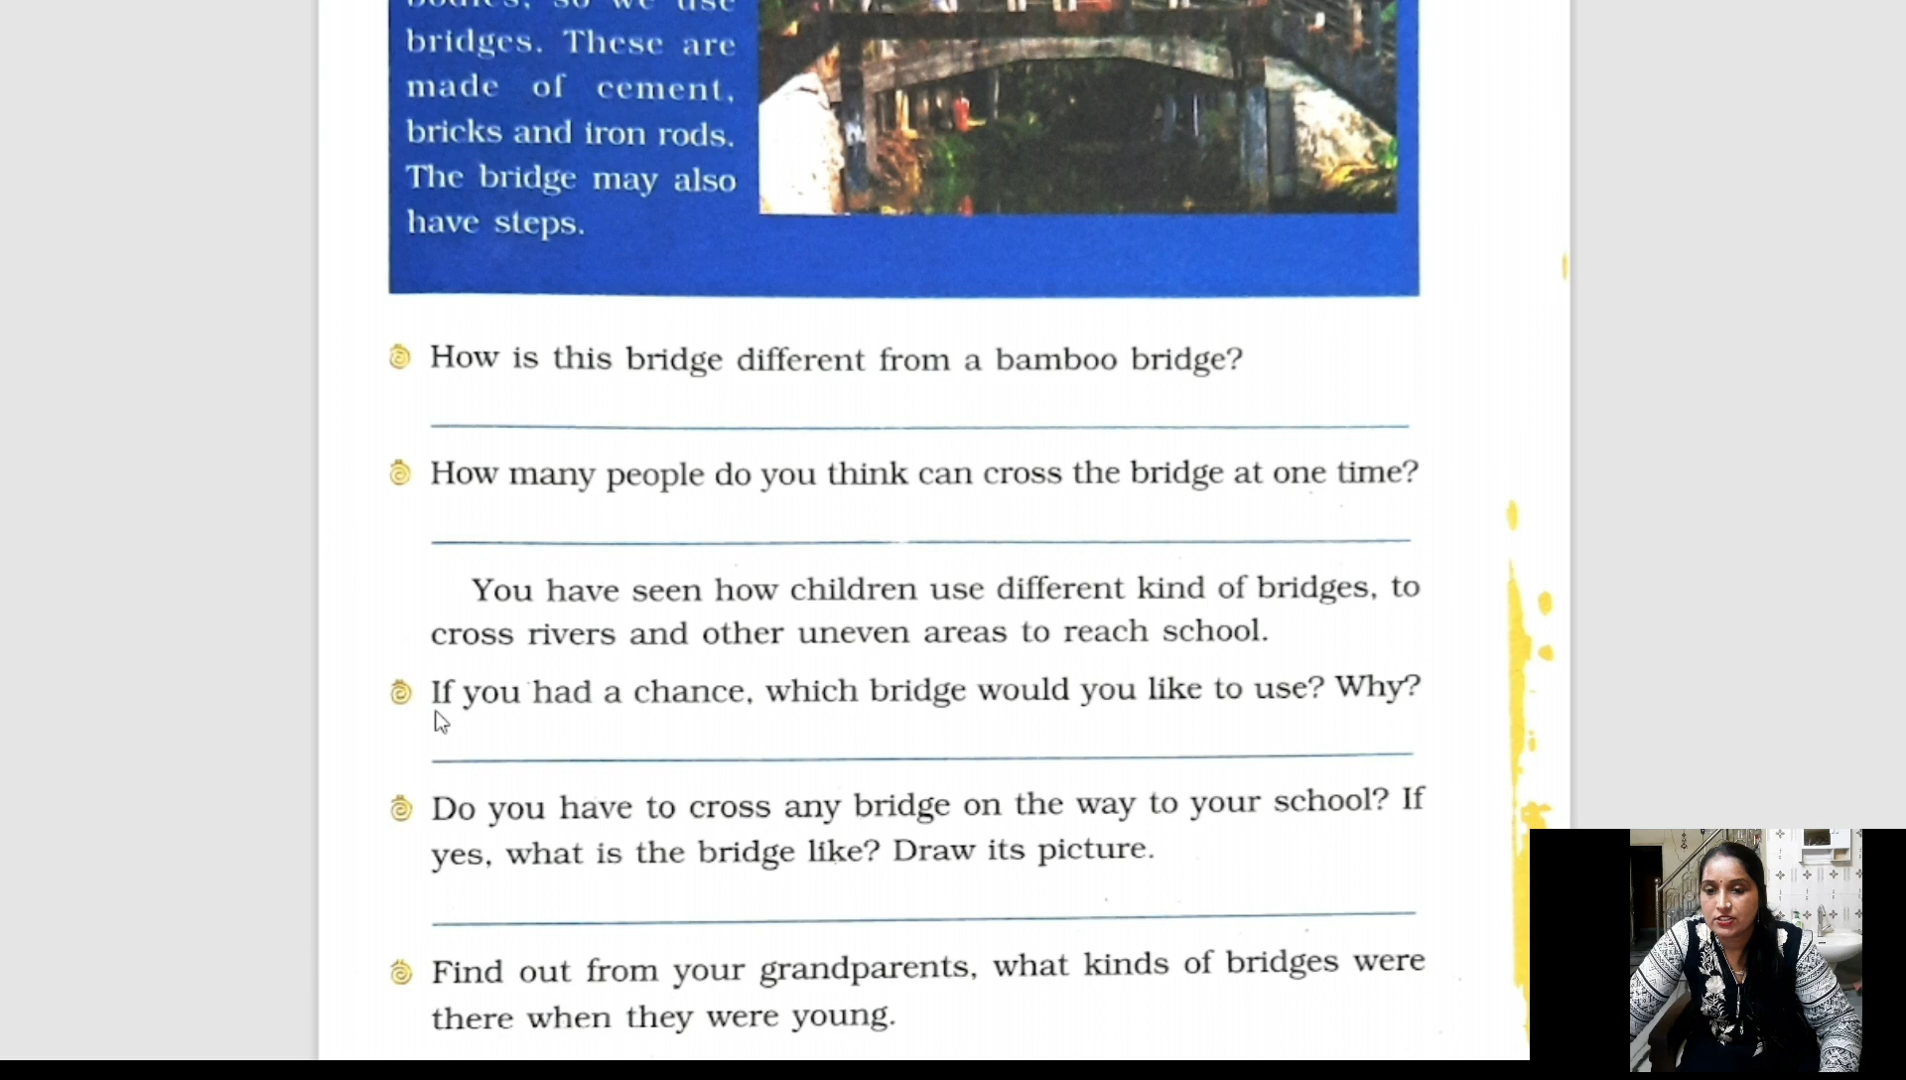 bodies, so we use
bridges. These are
made of cement,
bricks and iron rods.
The bridge may also
have steps.
How is this bridge different from a bamboo bridge?
How many people do you think can cross the bridge at one time?
You have seen how children use different kind of bridges, to
cross rivers and other uneven areas to reach school.
If you had a chance, which bridge would you like to use? Why?
Do you have to cross any bridge on the way to your school? If
yes, what is the bridge like? Draw its picture.
Find out from your grandparents, what kinds of bridges were
there when they were young.